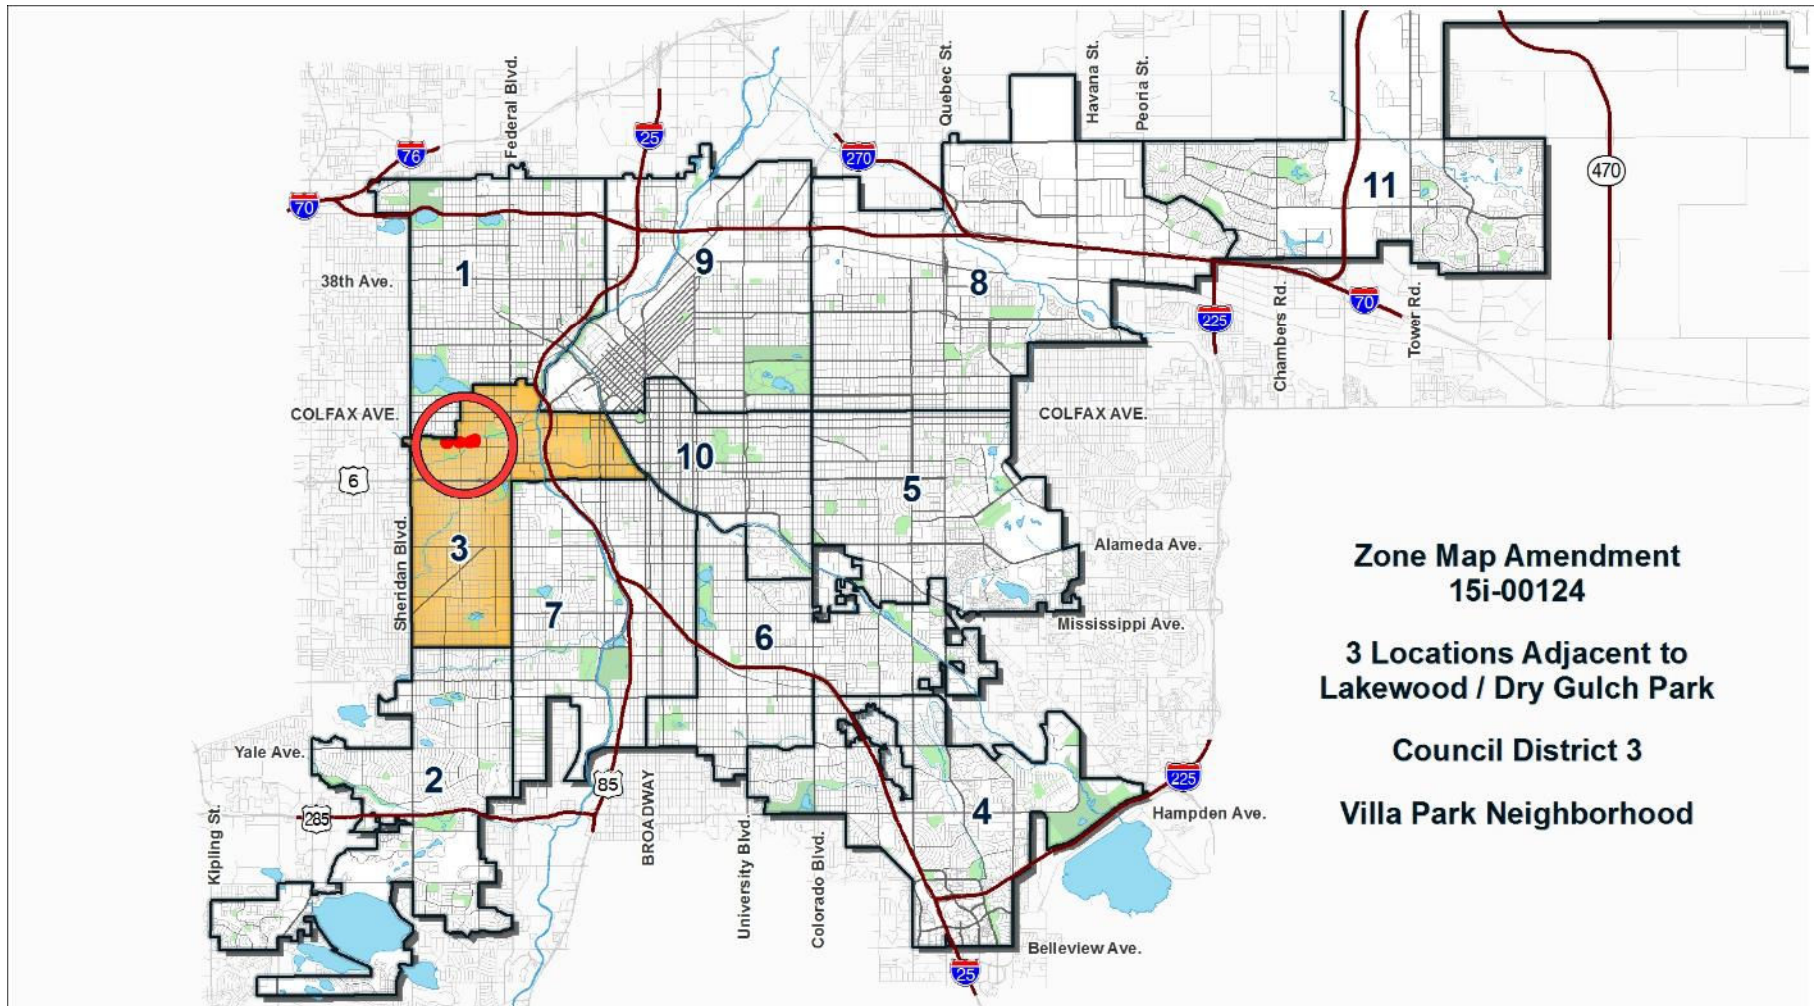 Federal Blvd.
Quebec St.
Havana St.
Peoria St.
25
76
270
470
70
11
1
9
8
38th Ave.
70
225
Chambers Rd.
Tower Rd.
COLFAX AVE.
COLFAX AVE.
10
6
5
3
Sheridan Blvd.
Alameda Ave.
7
6
Mississippi Ave.
Zone Map Amendment
15i-00124
3 Locations Adjacent to
Lakewood / Dry Gulch Park
Council District 3
Villa Park Neighborhood
Yale Ave.
2
85
225
285
4
Hampden Ave.
Kipling St.
BROADWAY
University Blvd.
Colorado Blvd.
Belleview Ave.
25